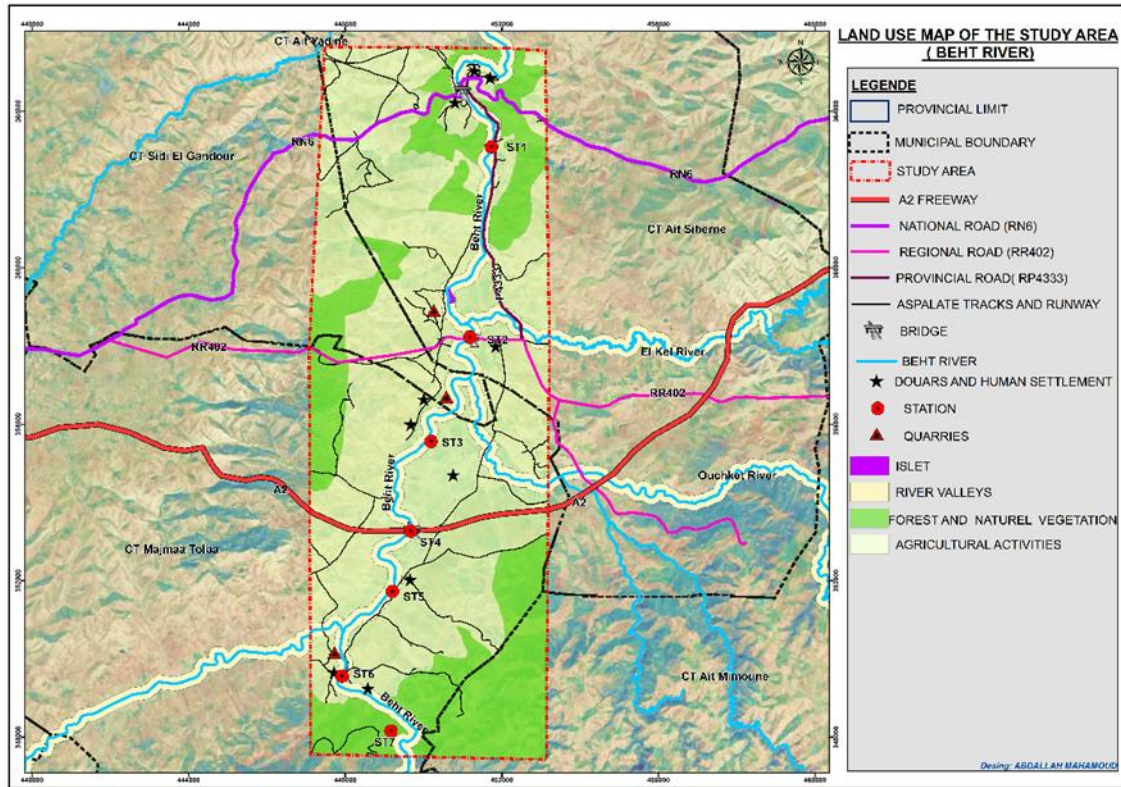 LAND USE MAP OF THE STUDY AREA
( BEHT RIVER)
LEGENDE
PROVINCIAL LIMIT
MUNICIPAL BOUNDARY
STUDY AREA
A2 FREEWAY
NATIONAL ROAD (RN6)
REGIONAL ROAD (RR402)
PROVINCIAL ROAD( RP4333)
ASPALATE TRACKS AND RUNWAY
BRIDGE
BEHT RIVER
DOUARS AND HUMAN SETTLEMENT
STATION
QUARRIES
ISLET
RIVER VALLEYS
FOREST AND NATUREL VEGETATION
AGRICULTURAL ACTIVITIES
Desing: ABDALLAH MAHAMOUD
CT Ait Yadine
CT Sidi El Gandour
RN6
ST1
RN6
Beht River
CT Ait Siberne
ST2
RR402
El Kel River
RR402
ST3
Beht River
Ouchket River
A2
A2
ST4
CT Majmaa Tolba
ST5
ST6
Beht River
CT Ait Mimoune
ST7